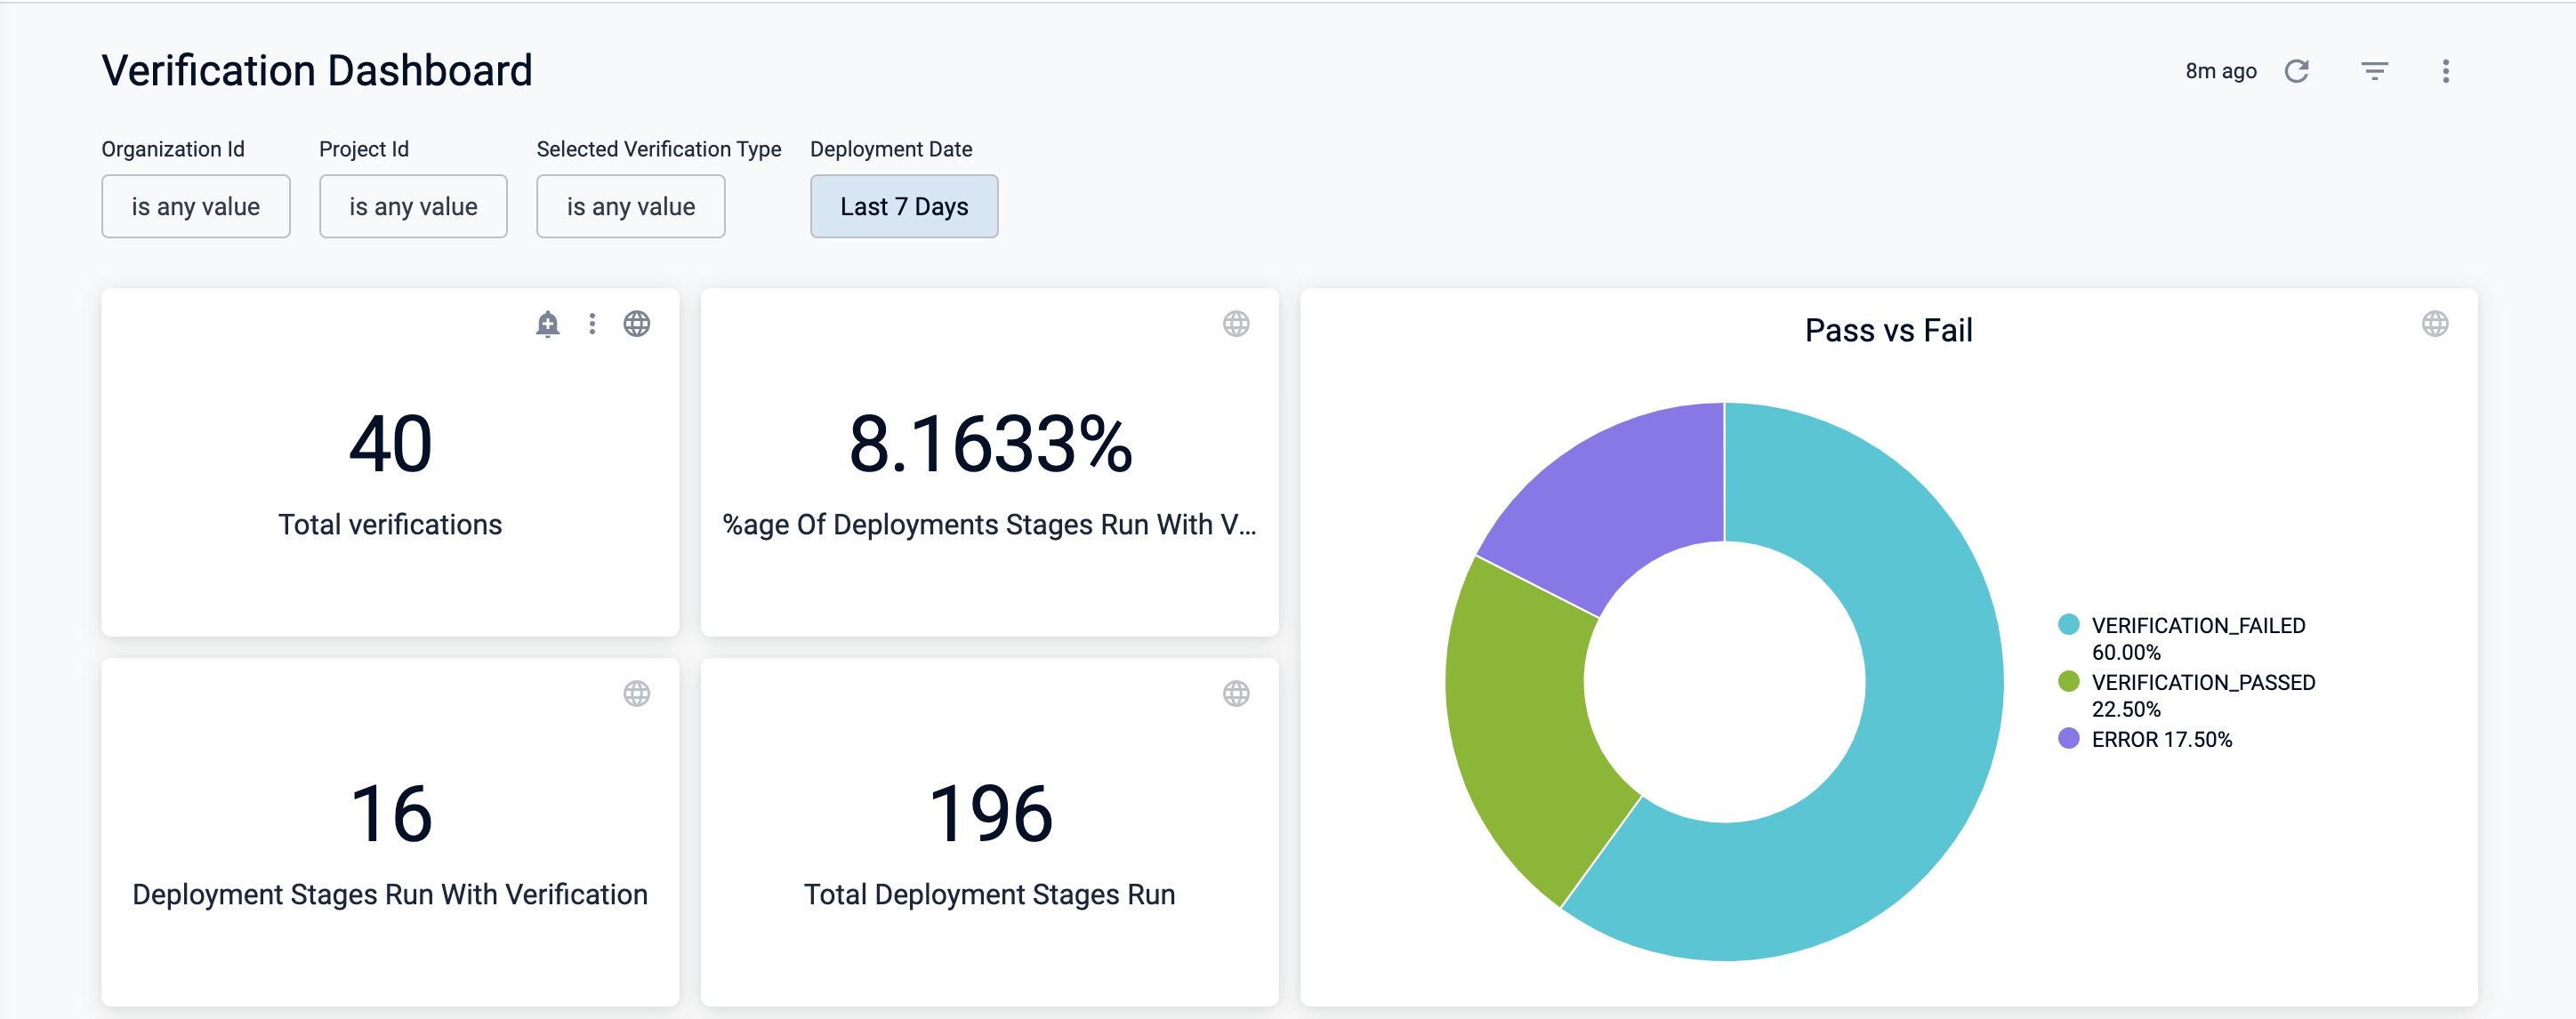 Verification Dashboard
8m ago
Organization Id
Project Id
Selected Verification Type
Deployment Date
is any value
is any value
is any value
Last 7 Days
40
Total verifications
8.1633%
%age Of Deployments Stages Run With V...
16
Deployment Stages Run With Verification
196
Total Deployment Stages Run
Pass vs Fail
VERIFICATION_FAILED
60.00%
VERIFICATION_PASSED
22.50%
ERROR 17.50%